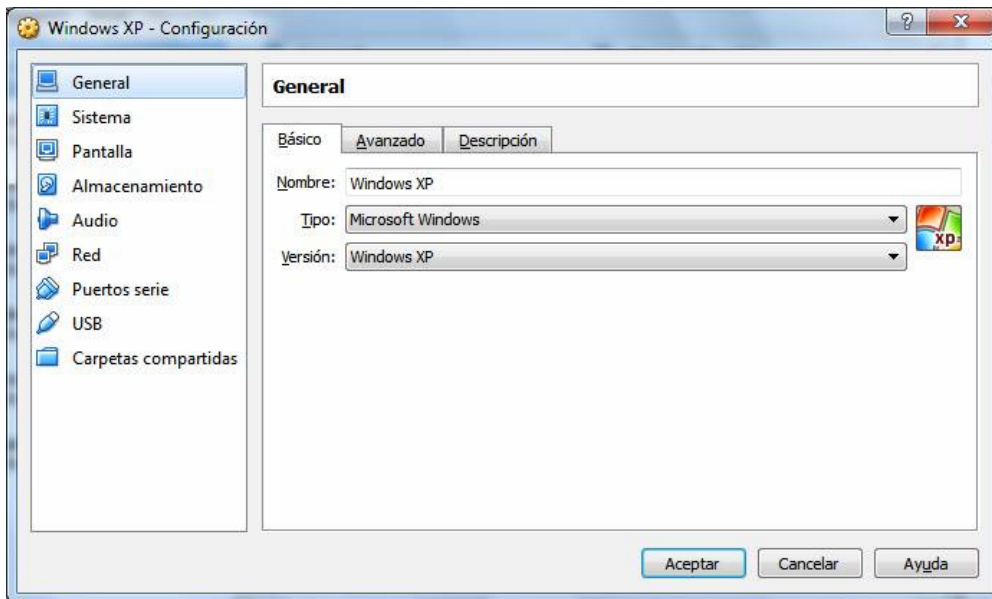 Windows XP - Configuración
General
Sistema
Pantalla
Almacenamiento
Audio
Red
Puertos serie
USB
Carpetas compartidas
General
Básico Avanzado Descripción
Nombre: Windows XP
Tipo: Microsoft Windows
xp
Versión: Windows XP
Aceptar Cancelar Ayuda